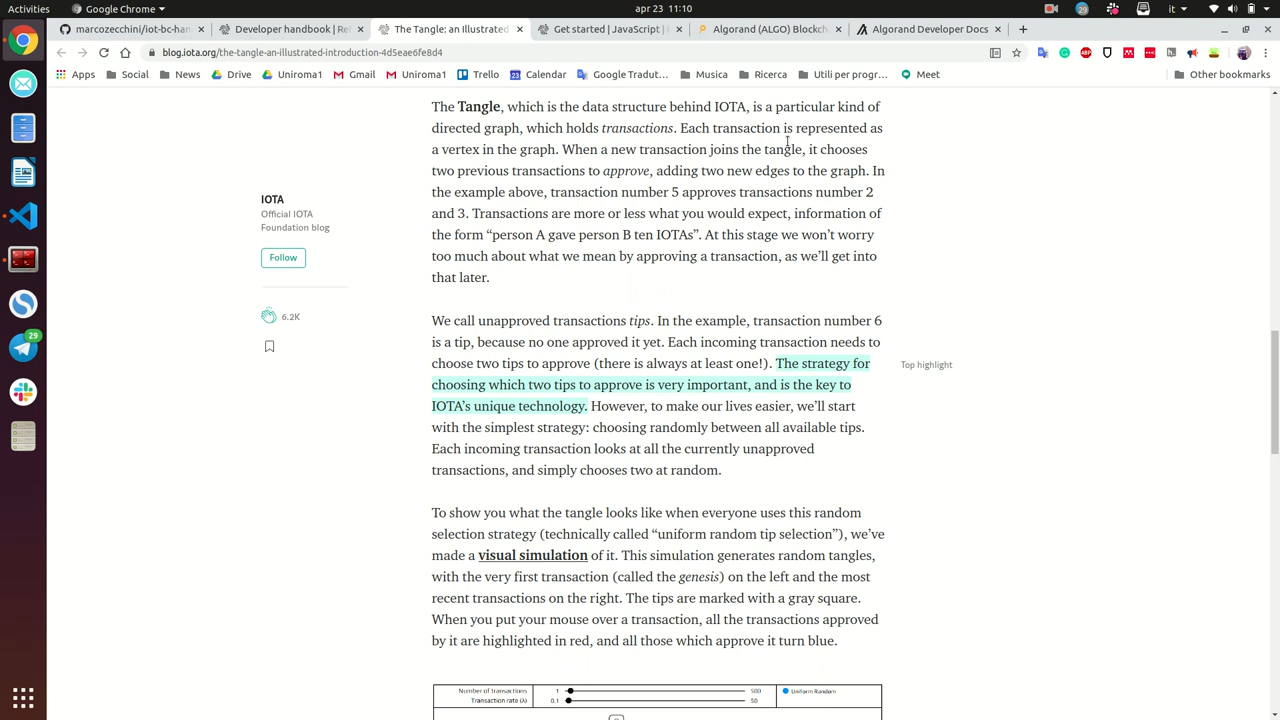 Google Chrome
apr 23 11:10
29
it
marcozecchini/iot-bc-han
Developer handbook | Re
The Tangle: an Illustrated
Get started | JavaScript |
Algorand (ALGO) Blockch
Algorand Developer Docs
blog.iota.org/the-tangle-an-illustrated-introduction-4d5eae6fe8d4
Apps
Social
News
Drive
Uniroma1
Gmail
Uniroma1
Trello
23
Calendar
Google Tradut...
Musica
Ricerca
Utili per progr...
Meet
Other bookmarks
The Tangle, which is the data structure behind IOTA, is a particular kind of
directed graph, which holds transactions. Each transaction is represented as
a vertex in the graph. When a new transaction joins the tangle, it chooses
two previous transactions to approve, adding two new edges to the graph. In
the example above, transaction number 5 approves transactions number 2
and 3. Transactions are more or less what you would expect, information of
the form “person A gave person B ten IOTAs”. At this stage we won’t worry
too much about what we mean by approving a transaction, as we’ll get into
that later.
IOTA
Official IOTA
Foundation blog
Follow
6.2K
We call unapproved transactions tips. In the example, transaction number 6
is a tip, because no one approved it yet. Each incoming transaction needs to
choose two tips to approve (there is always at least one!). The strategy for
choosing which two tips to approve is very important, and is the key to
IOTA’s unique technology. However, to make our lives easier, we’ll start
with the simplest strategy: choosing randomly between all available tips.
Each incoming transaction looks at all the currently unapproved
transactions, and simply chooses two at random.
Top highlight
To show you what the tangle looks like when everyone uses this random
selection strategy (technically called “uniform random tip selection”), we’ve
made a visual simulation of it. This simulation generates random tangles,
with the very first transaction (called the genesis) on the left and the most
recent transactions on the right. The tips are marked with a gray square.
When you put your mouse over a transaction, all the transactions approved
by it are highlighted in red, and all those which approve it turn blue.
Number of transactions 1 500
Uniform Random
Transaction rate (λ) 0.1 50
29